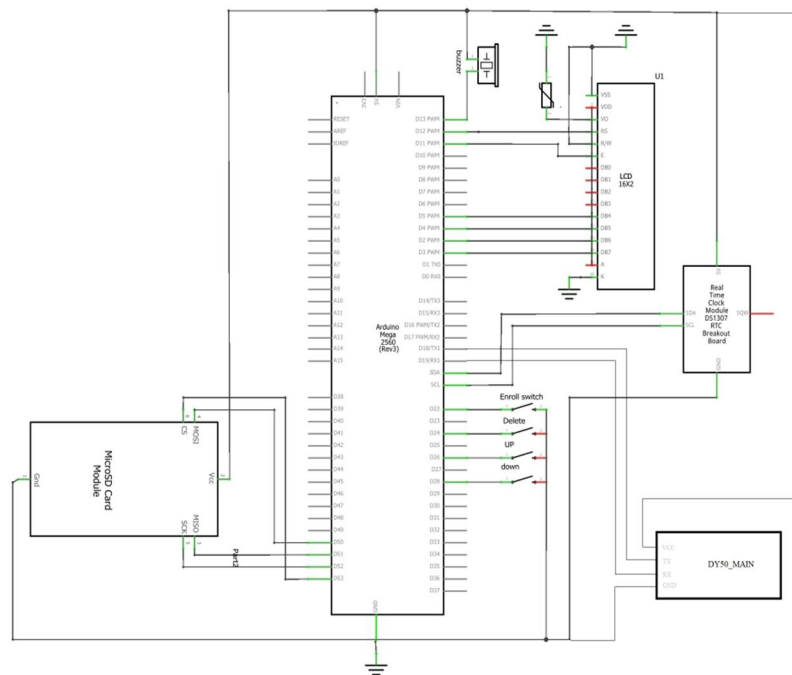 buzzer
U1
3V3
5V
VIN
RESET
AREF
IOREF
A0
A1
A2
A3
A4
A5
A6
A7
A8
A9
A10
A11
A12
A13
A14
A15
D38
D39
D40
D41
D42
D43
D44
D45
D46
D47
D48
D49
D50
D51
D52
D53
Arduino
Mega
2560
(Rev3)
GND
D13 PWM
D12 PWM
D11 PWM
D10 PWM
D9 PWM
D8 PWM
D7 PWM
D6 PWM
D5 PWM
D4 PWM
D2 PWM
D3 PWM
D1 TX0
D0 RX0
D14/TX3
D15/RX3
D16 PWM/TX2
D17 PWM/RX2
D18/TX1
D19/RX1
SDA
SCL
D22
D23
D24
D25
D26
D27
D28
D29
D30
D31
D32
D33
D34
D35
D36
D37
VSS
VDD
VO
RS
R/W
E
DB0
DB1
DB2
DB3
DB4
DB5
DB6
DB7
A
K
LCD
16X2
5V
SDA
SCL
SQW
GND
Real
Time
Clock
Module
DS1307
RTC
Breakout
Board
Enroll switch
Delete
UP
down
CS
MOSI
Gnd
MicroSD Card
Module
Vcc
SCK
MISO
Part2
VCC
TX
RX
GND
DY50_MAIN